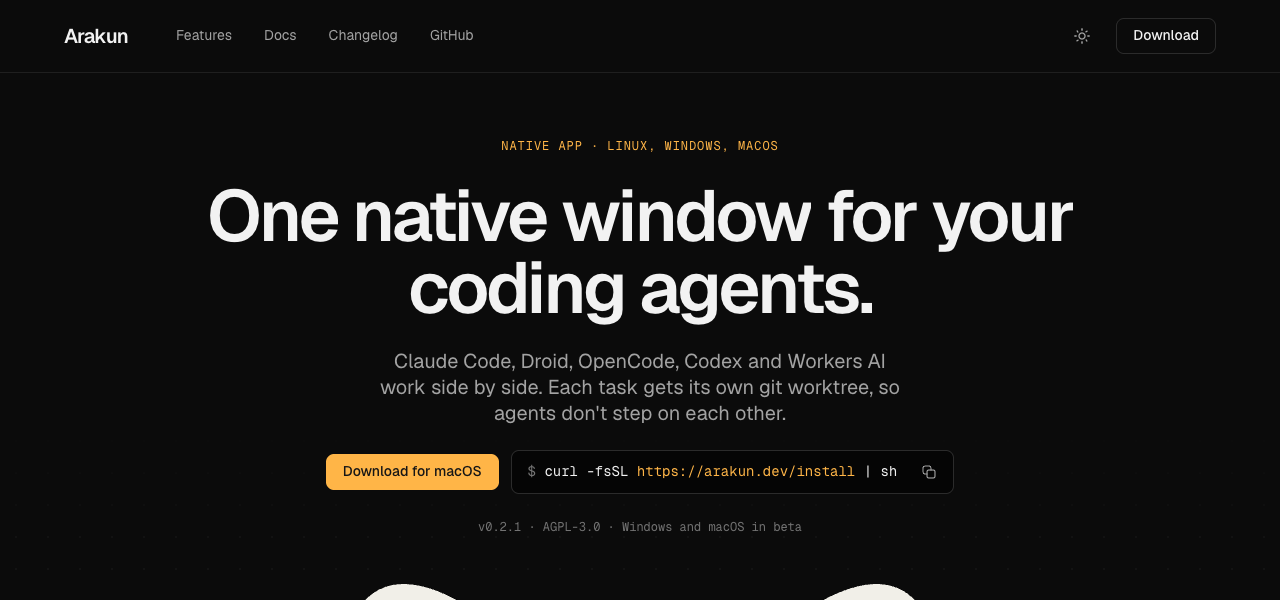 Arakun
Features
Docs
Changelog
GitHub
Download
NATIVE APP · LINUX, WINDOWS, MACOS
One native window for your
coding agents.
Claude Code, Droid, OpenCode, Codex and Workers AI
work side by side. Each task gets its own git worktree, so
agents don't step on each other.
Download for macOS
$ curl -fsSL https://arakun.dev/install | sh
v0.2.1 · AGPL-3.0 · Windows and macOS in beta